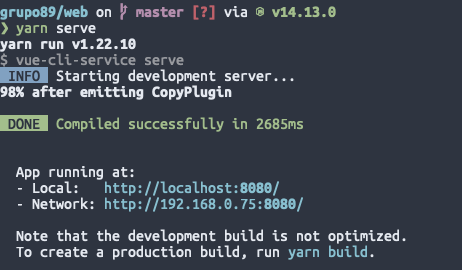 grupo89/web on master [?] via v14.13.0
❯ yarn serve
yarn run v1.22.10
$ vue-cli-service serve
INFO Starting development server...
98% after emitting CopyPlugin
DONE Compiled successfully in 2685ms
App running at:
- Local: http://localhost:8080/
- Network: http://192.168.0.75:8080/
Note that the development build is not optimized.
To create a production build, run yarn build.